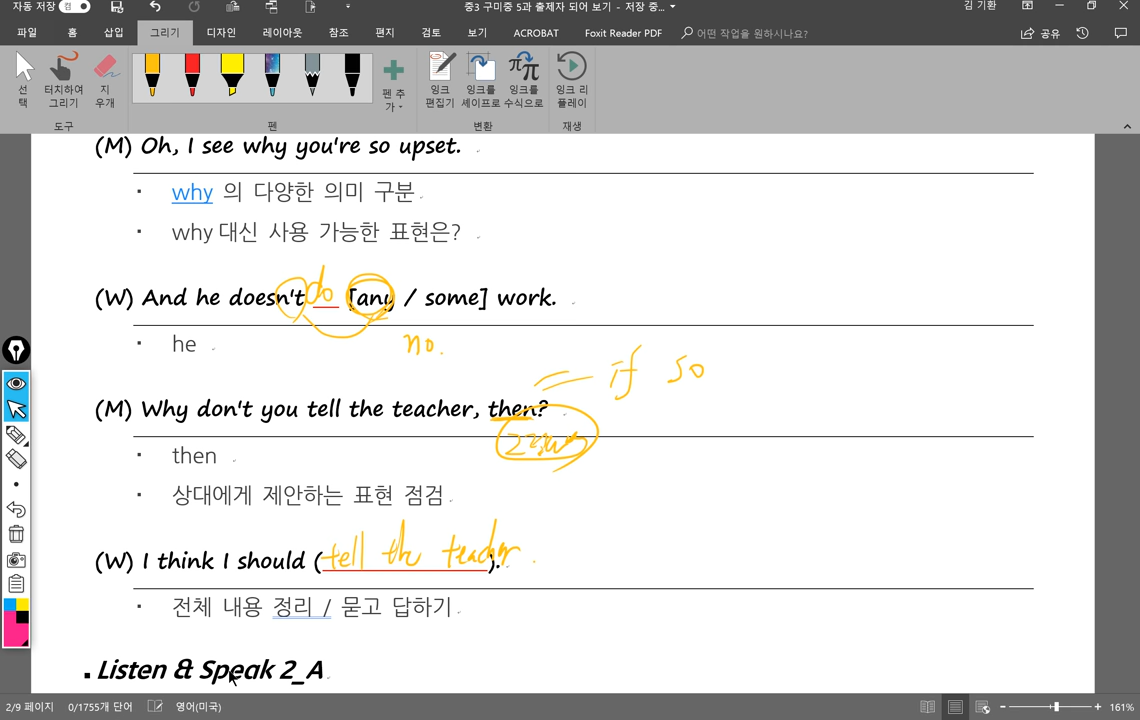 자동 저장 중3 구미중 5과 출제자 되어 보기 - 저장 중... 김 기환
파일 홈 삽입 그리기 디자인 레이아웃 참조 편지 검토 보기 ACROBAT Foxit Reader PDF 어떤 작업을 원하시나요? 공유
선택 터치하여 그리기 지우개 펜 추가 잉크 편집기 잉크를 셰이프로 잉크를 수식으로 잉크 리플레이
도구 펜 변환 재생
(M) Oh, I see why you're so upset.
· why 의 다양한 의미 구분
· why 대신 사용 가능한 표현은?
(W) And he doesn't do [any / some] work.
· he
no.
if so
(M) Why don't you tell the teacher, then?
· then
· 상대에게 제안하는 표현 점검
(W) I think I should (tell the teacher).
· 전체 내용 정리 / 묻고 답하기
. Listen & Speak 2_A
2/9 페이지 0/1755개 단어 영어(미국) 161%